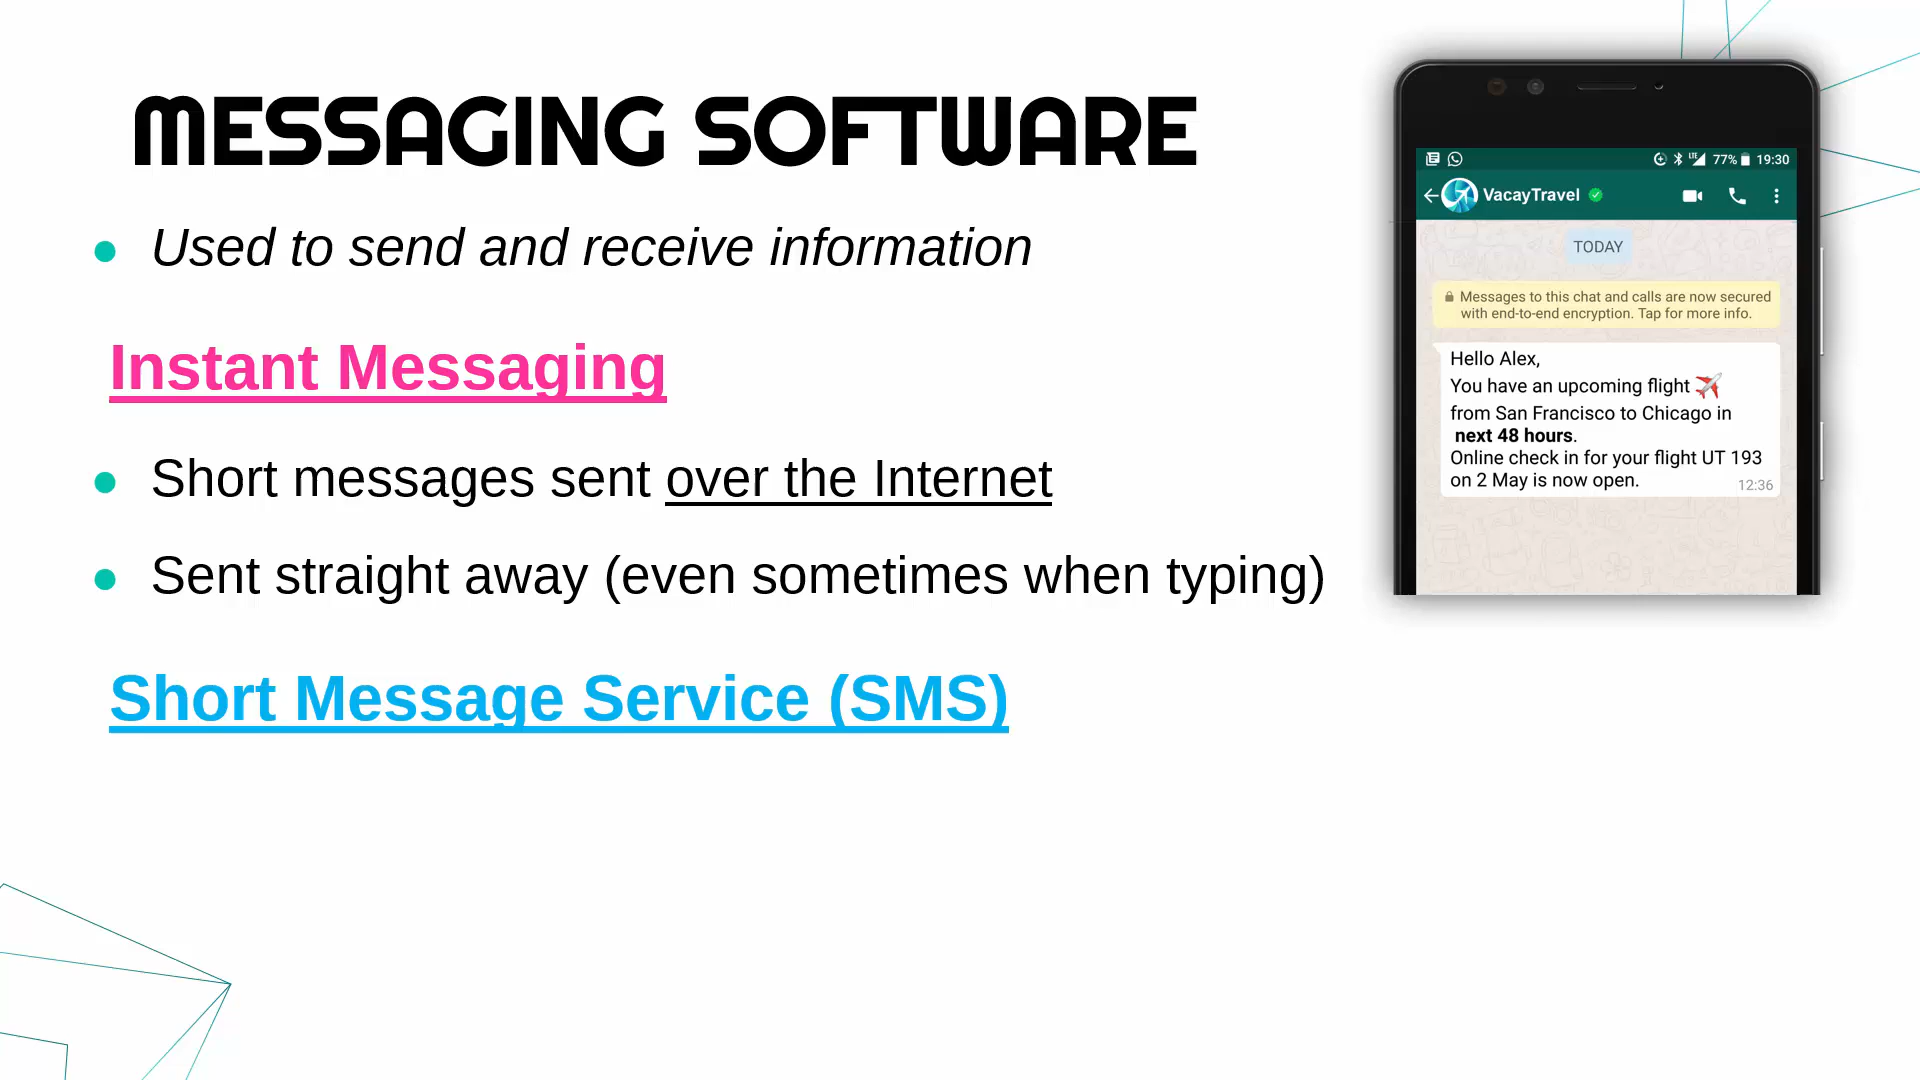 MESSAGING SOFTWARE
Used to send and receive information
Instant Messaging
Short messages sent over the Internet
Sent straight away (even sometimes when typing)
Short Message Service (SMS)
LTE 77% 19:30
VacayTravel
TODAY
Messages to this chat and calls are now secured
with end-to-end encryption. Tap for more info.
Hello Alex,
You have an upcoming flight
from San Francisco to Chicago in
next 48 hours.
Online check in for your flight UT 193
on 2 May is now open.
12:36